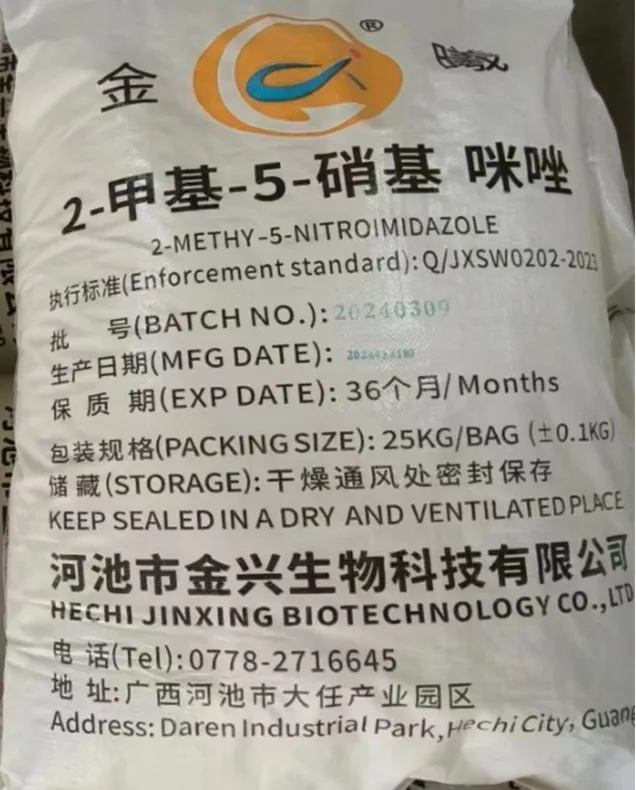 金 ® 曦
2-甲基-5-硝基 咪唑
2-METHY-5-NITROIMIDAZOLE
执行标准(Enforcement standard):Q/JXSW0202-2023
批 号(BATCH NO.):20240309
生产日期(MFG DATE):
保 质 期(EXP DATE): 36个月/Months
包装规格(PACKING SIZE): 25KG/BAG (±0.1KG)
储 藏(STORAGE):干燥通风处密封保存
KEEP SEALED IN A DRY AND VENTILATED PLACE
河池市金兴生物科技有限公司
HECHI JINXING BIOTECHNOLOGY CO.,LTD
电 话(Tel):0778-2716645
地 址:广西河池市大任产业园区
Address: Daren Industrial Park,Hechi City, Guang